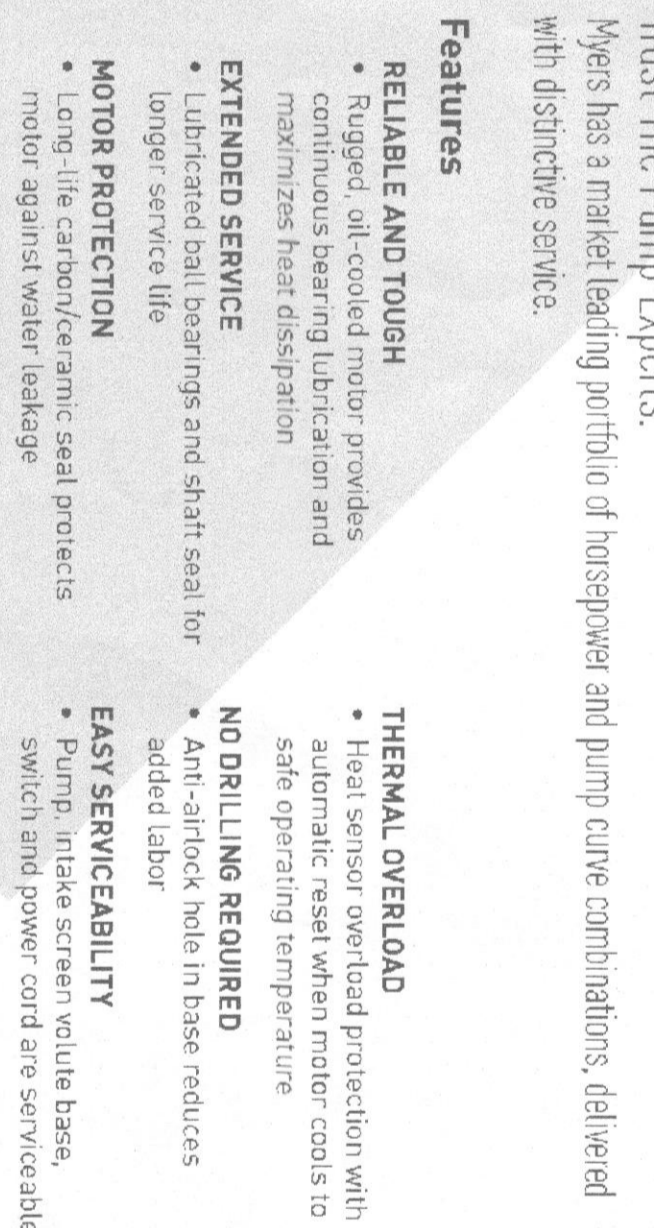 Trust The Pump Experts.
Myers has a market leading portfolio of horsepower and pump curve combinations, delivered
with distinctive service.
Features
RELIABLE AND TOUGH
• Rugged, oil-cooled motor provides
continuous bearing lubrication and
maximizes heat dissipation
EXTENDED SERVICE
• Lubricated ball bearings and shaft seal for
longer service life
MOTOR PROTECTION
• Long-life carbon/ceramic seal protects
motor against water leakage
THERMAL OVERLOAD
• Heat sensor overload protection with
automatic reset when motor cools to
safe operating temperature
NO DRILLING REQUIRED
• Anti-airlock hole in base reduces
added labor
EASY SERVICEABILITY
• Pump, intake screen volute base,
switch and power cord are serviceable